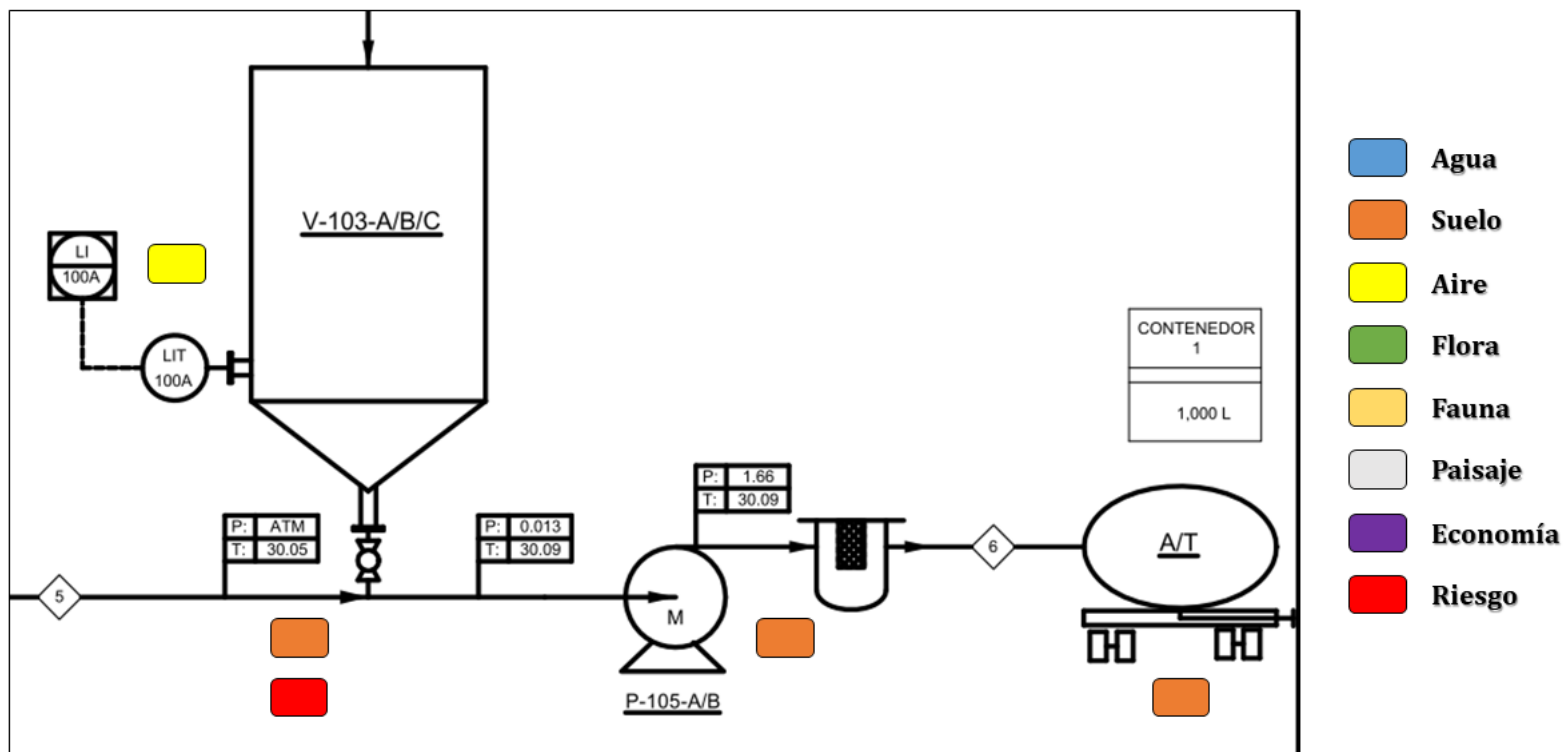 V-103-A/B/C
LI
100A
LIT
100A
P: ATM
T: 30.05
P: 0.013
T: 30.09
P: 1.66
T: 30.09
5
M
P-105-A/B
6
CONTENEDOR
1
1,000 L
A/T
Agua
Suelo
Aire
Flora
Fauna
Paisaje
Economía
Riesgo